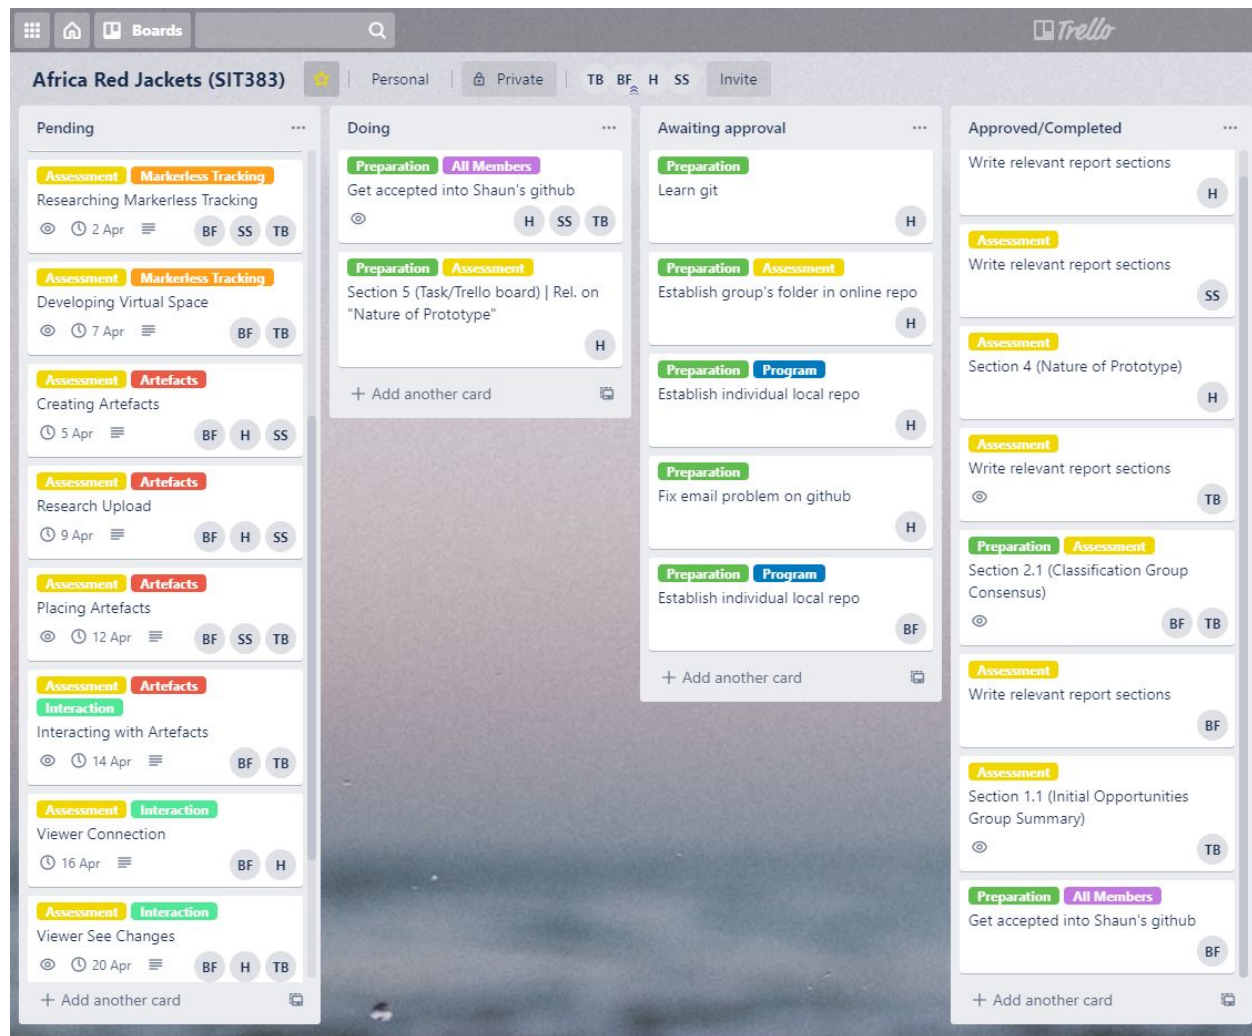 Boards
Trello
Africa Red Jackets (SIT383)
Personal
Private
TB BF H SS
Invite
Pending
Assessment Markerless Tracking
Researching Markerless Tracking
2 Apr
BF SS TB
Assessment Markerless Tracking
Developing Virtual Space
7 Apr
BF TB
Assessment Artefacts
Creating Artefacts
5 Apr
BF H SS
Assessment Artefacts
Research Upload
9 Apr
BF H SS
Assessment Artefacts
Placing Artefacts
12 Apr
BF SS TB
Assessment Artefacts
Interaction
Interacting with Artefacts
14 Apr
BF TB
Assessment Interaction
Viewer Connection
16 Apr
BF H
Assessment Interaction
Viewer See Changes
20 Apr
BF H TB
+ Add another card
Doing
Preparation All Members
Get accepted into Shaun's github
H SS TB
Preparation Assessment
Section 5 (Task/Trello board) | Rel. on
"Nature of Prototype"
H
+ Add another card
Awaiting approval
Preparation
Learn git
H
Preparation Assessment
Establish group's folder in online repo
H
Preparation Program
Establish individual local repo
H
Preparation
Fix email problem on github
H
Preparation Program
Establish individual local repo
BF
+ Add another card
Approved/Completed
Write relevant report sections
H
Assessment
Write relevant report sections
SS
Assessment
Section 4 (Nature of Prototype)
H
Assessment
Write relevant report sections
TB
Preparation Assessment
Section 2.1 (Classification Group
Consensus)
BF TB
Assessment
Write relevant report sections
BF
Assessment
Section 1.1 (Initial Opportunities
Group Summary)
TB
Preparation All Members
Get accepted into Shaun's github
BF
+ Add another card